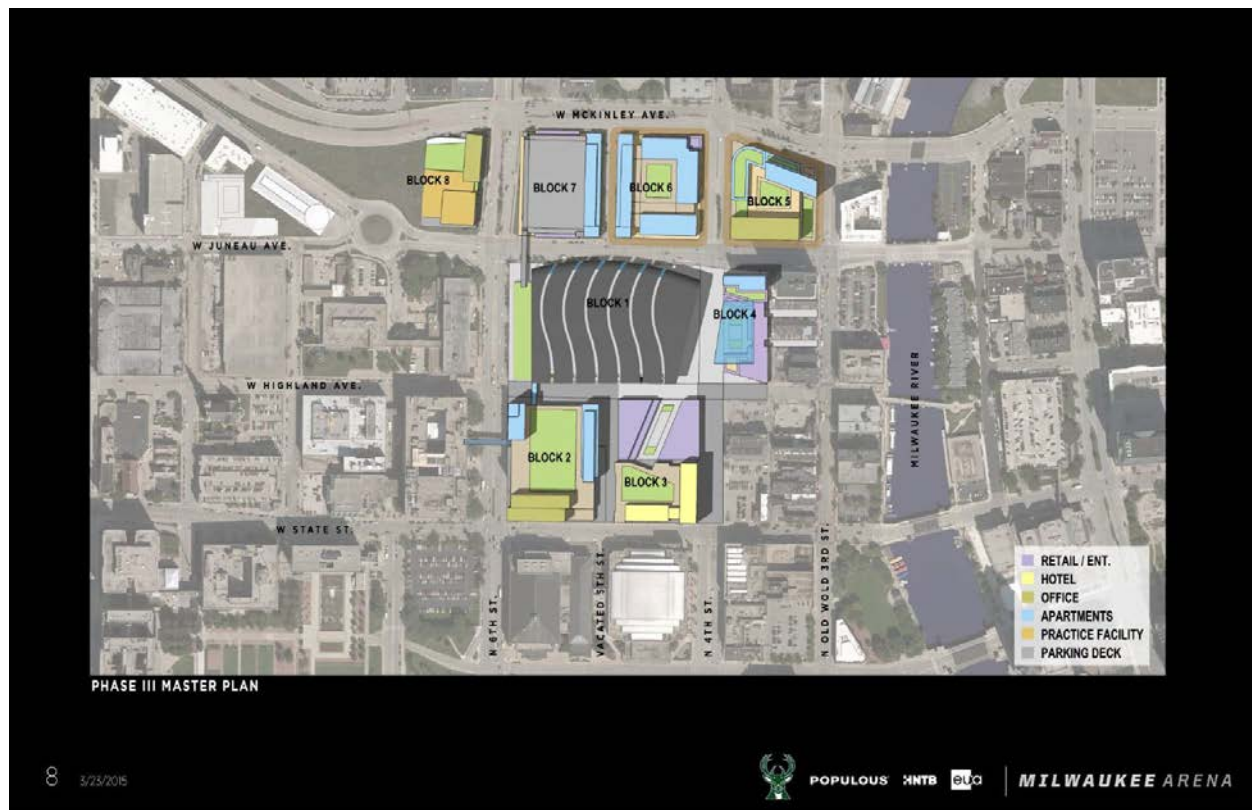 W MCKINLEY AVE.
BLOCK 8
BLOCK 7
BLOCK 6
BLOCK 5
W JUNEAU AVE.
BLOCK 1
BLOCK 4
W HIGHLAND AVE.
MILWAUKEE RIVER
BLOCK 2
BLOCK 3
W STATE ST.
N 6TH ST.
VACATED 5TH ST.
N 4TH ST.
N OLD WOLD 3RD ST.
RETAIL / ENT.
HOTEL
OFFICE
APARTMENTS
PRACTICE FACILITY
PARKING DECK
PHASE III MASTER PLAN
8 3/23/2015
POPULOUS HNTB eua MILWAUKEE ARENA